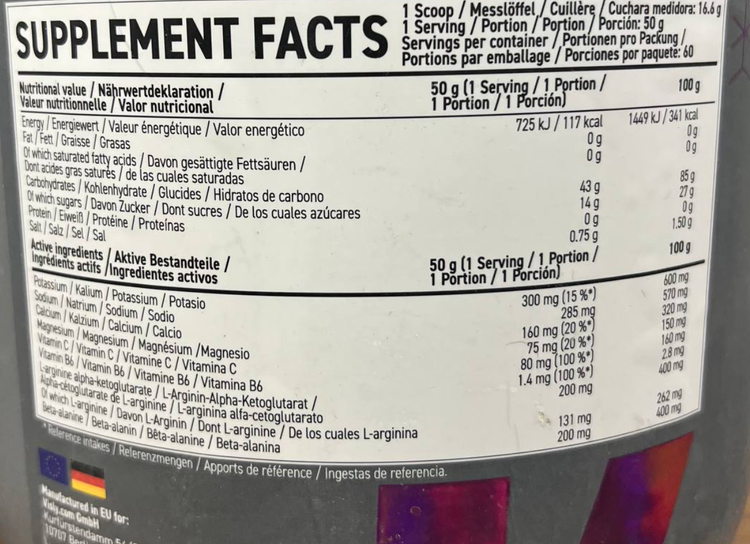 SUPPLEMENT FACTS
1 Scoop / Messlöffel / Cuillère / Cuchara medidora: 16.6 g
1 Serving / Portion / Portion / Porción: 50 g
Servings per container / Portionen pro Packung /
Portions par emballage / Porciones por paquete: 60
Nutritional value / Nährwertdeklaration /
Valeur nutritionnelle / Valor nutricional
50 g (1 Serving / 1 Portion /
1 Portion / 1 Porción)
100 g
Energy / Energiewert / Valeur énergétique / Valor energético 725 kJ / 117 kcal 1449 kJ / 341 kcal
Fat / Fett / Graisse / Grasas 0 g 0 g
Of which saturated fatty acids / Davon gesättigte Fettsäuren / 0 g 0 g
Dont acides gras saturés / de las cuales saturadas
Carbohydrates / Kohlenhydrate / Glucides / Hidratos de carbono 43 g 85 g
Of which sugars / Davon Zucker / Dont sucres / De los cuales azúcares 14 g 27 g
Protein / Eiweiß / Protéine / Proteínas 0 g 0 g
Salt / Salz / Sel / Sal 0.75 g 1.50 g
Active ingredients / Aktive Bestandteile /
Ingrédients actifs /Ingredientes activos
50 g (1 Serving / 1 Portion /
1 Portion / 1 Porción)
100 g
Potassium / Kalium / Potassium / Potasio 300 mg (15 %*) 600 mg
Sodium / Natrium / Sodium / Sodio 285 mg 570 mg
Calcium / Kalzium / Calcium / Calcio 160 mg (20 %*) 320 mg
Magnesium / Magnesium / Magnésium /Magnesio 75 mg (20 %*) 150 mg
Vitamin C / Vitamin C / Vitamine C / Vitamina C 80 mg (100 %*) 160 mg
Vitamin B6 / Vitamin B6 / Vitamine B6 / Vitamina B6 1.4 mg (100 %*) 2.8 mg
L-arginine alpha-ketoglutarate / L-Arginin-Alpha-Ketoglutarat / 200 mg 400 mg
Alpha-cétoglutarate de L-arginine / L-arginina alfa-cetoglutarato
Of which L-arginine / Davon L-Arginin / Dont L-arginine / De los cuales L-arginina 131 mg 262 mg
Beta-alanine / Beta-alanin / Bêta-alanine / Beta-alanina 200 mg 400 mg
* Reference intakes / Referenzmengen / Apports de référence / Ingestas de referencia.
Manufactured in EU for:
GmbH
Kurfürstendamm
10707